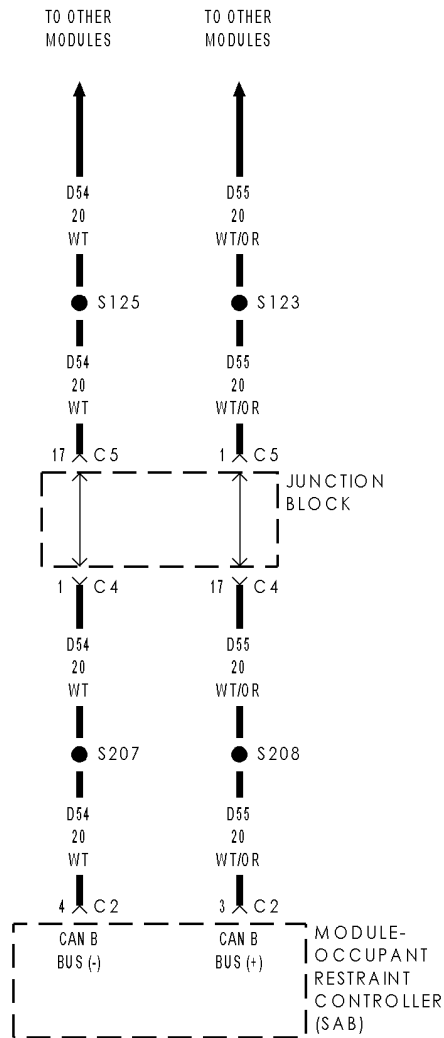 TO OTHER
MODULES
TO OTHER
MODULES
D54
20
WT
D55
20
WT/OR
S125
S123
D54
20
WT
D55
20
WT/OR
17 C5
1 C5
JUNCTION
BLOCK
1 C4
17 C4
D54
20
WT
D55
20
WT/OR
S207
S208
D54
20
WT
D55
20
WT/OR
4 C2
3 C2
CAN B
BUS (-)
CAN B
BUS (+)
MODULE-
OCCUPANT
RESTRAINT
CONTROLLER
(SAB)